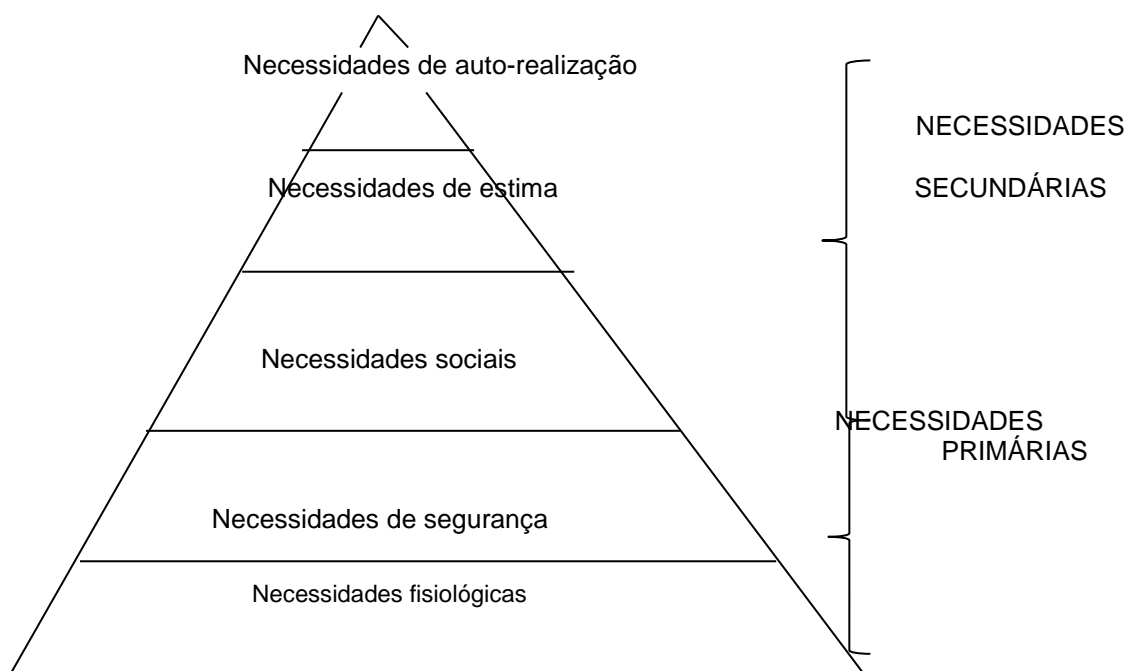 Necessidades de auto-realização
NECESSIDADES
SECUNDÁRIAS
Necessidades de estima
Necessidades sociais
NECESSIDADES
PRIMÁRIAS
Necessidades de segurança
Necessidades fisiológicas